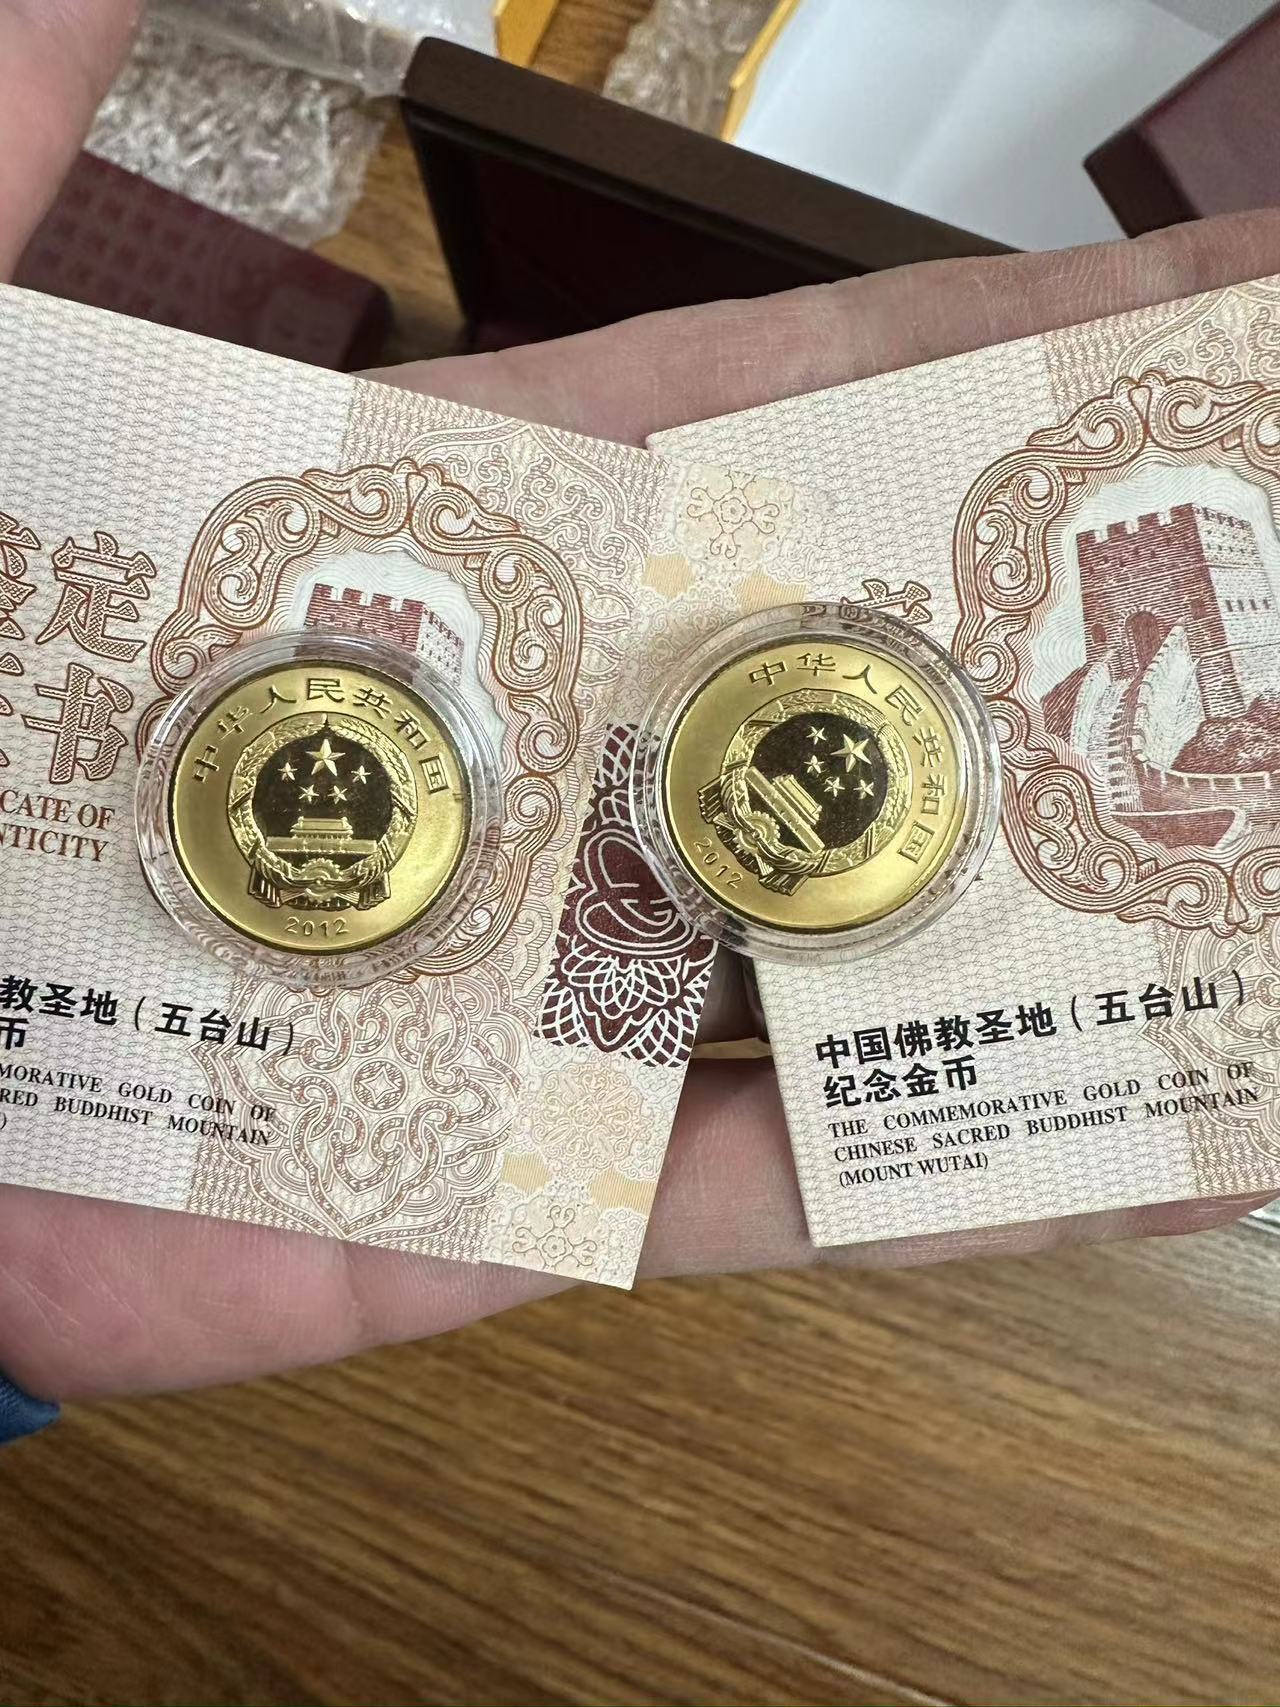 定
书
CATE OF
NTICITY
中华人民共和国
2012
教圣地（五台山）
币
MORATIVE GOLD COIN OF
RED BUDDHIST MOUNTAIN
)
中华人民共和国
2012
中国佛教圣地（五台山）
纪念金币
THE COMMEMORATIVE GOLD COIN OF
CHINESE SACRED BUDDHIST MOUNTAIN
(MOUNT WUTAI)